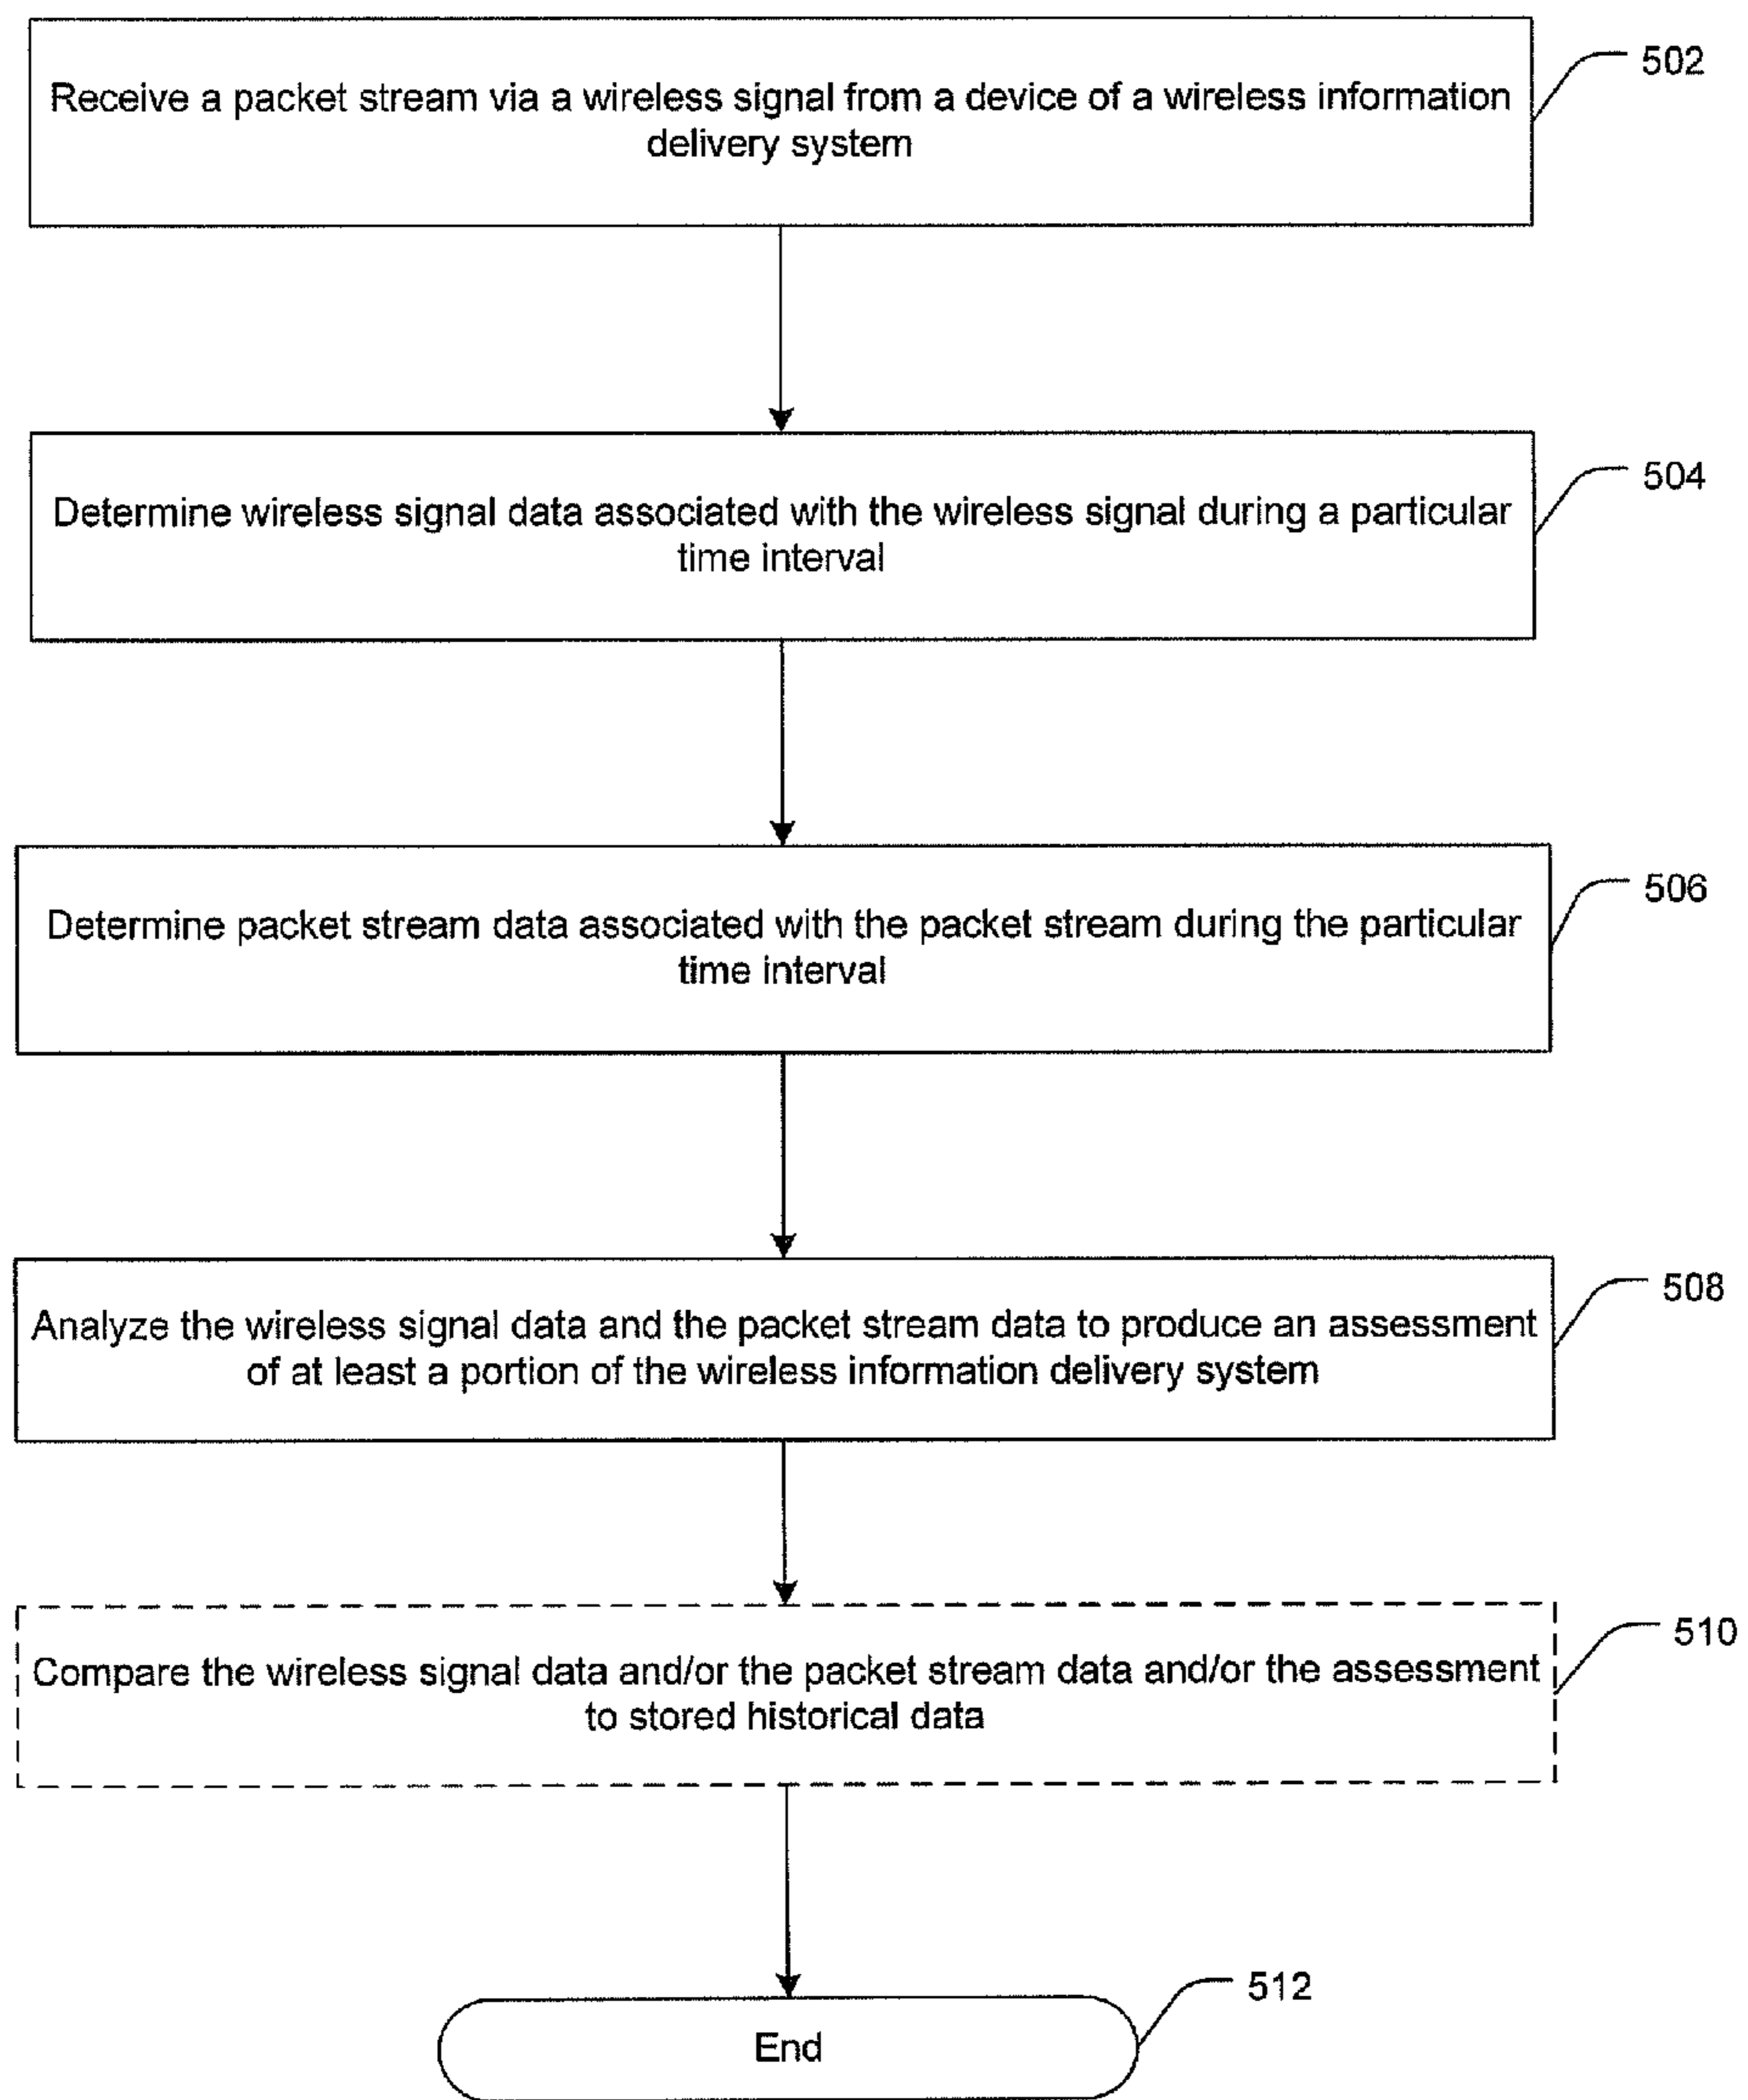 Receive a packet stream via a wireless signal from a device of a wireless information
delivery system
502
Determine wireless signal data associated with the wireless signal during a particular
time interval
504
Determine packet stream data associated with the packet stream during the particular
time interval
506
Analyze the wireless signal data and the packet stream data to produce an assessment
of at least a portion of the wireless information delivery system
508
Compare the wireless signal data and/or the packet stream data and/or the assessment
to stored historical data
510
End
512